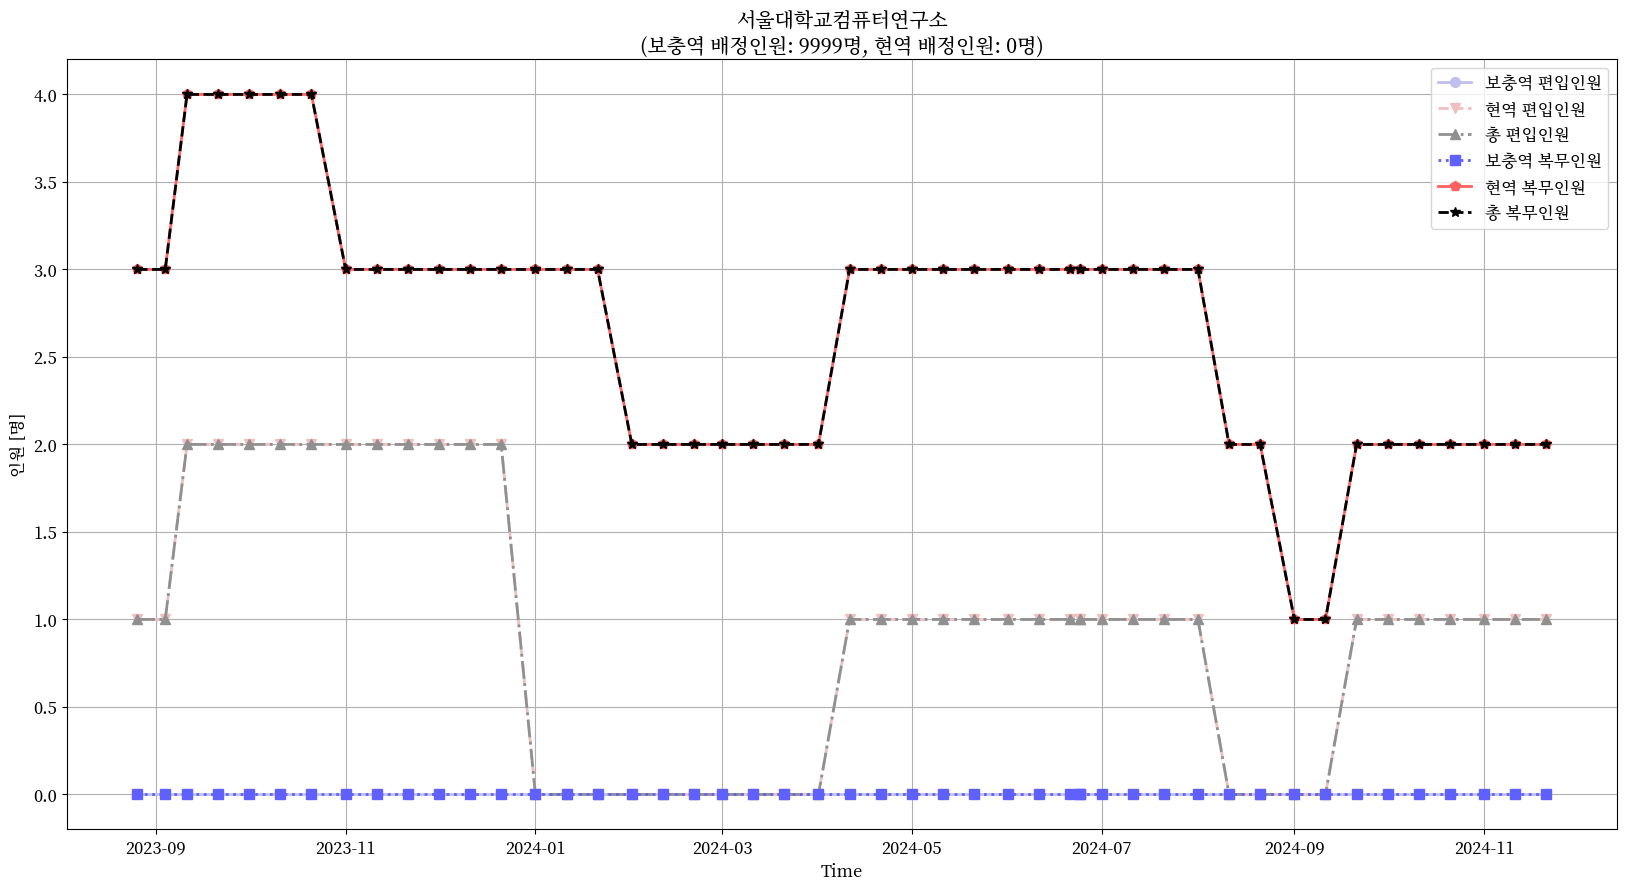 서울대학교컴퓨터연구소
(보충역 배정인원: 9999명, 현역 배정인원: 0명)
보충역 편입인원
현역 편입인원
총 편입인원
보충역 복무인원
현역 복무인원
총 복무인원
인원 [명]
4.0
3.5
3.0
2.5
2.0
1.5
1.0
0.5
0.0
2023-09
2023-11
2024-01
2024-03
2024-05
2024-07
2024-09
2024-11
Time